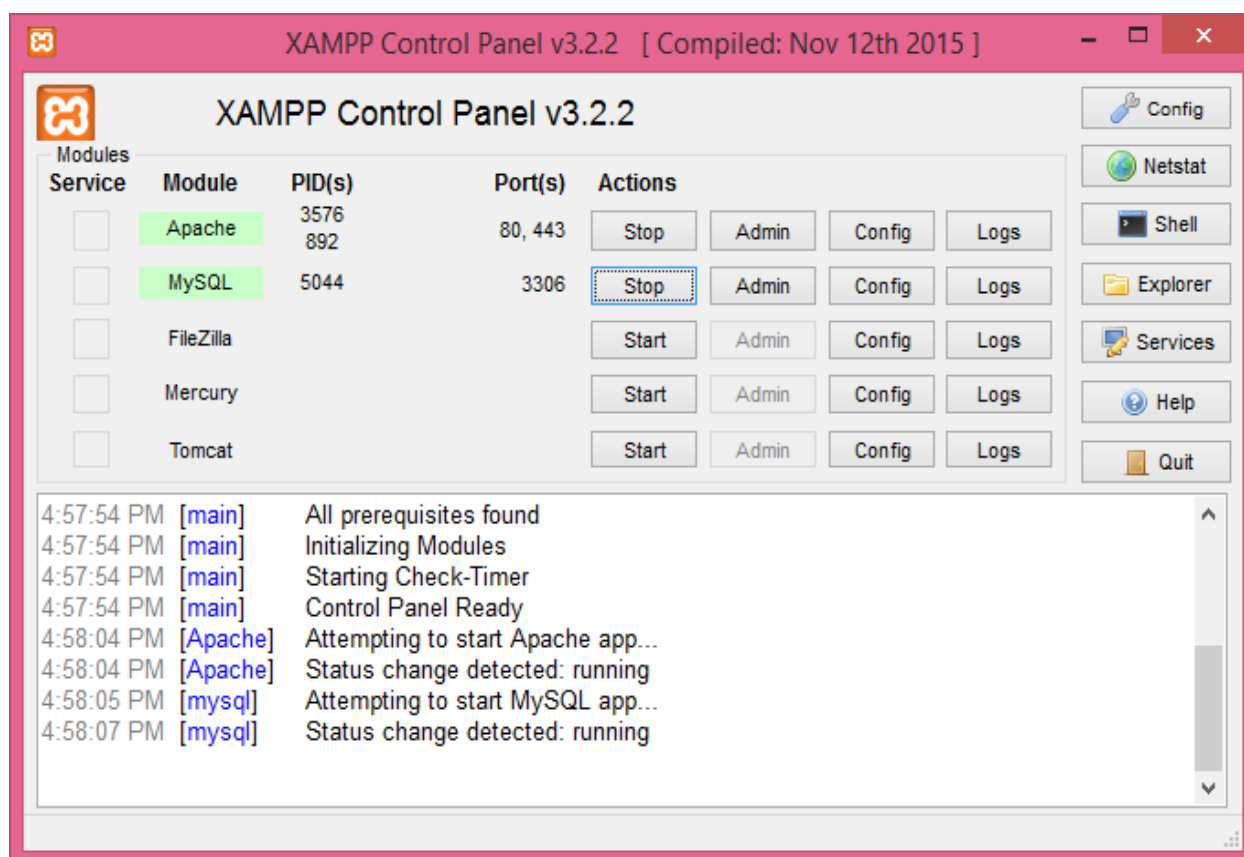 XAMPP Control Panel v3.2.2 [ Compiled: Nov 12th 2015 ]
XAMPP Control Panel v3.2.2
Config
Modules
Service Module PID(s) Port(s) Actions
Netstat
Apache 3576 892 80, 443 Stop Admin Config Logs
Shell
MySQL 5044 3306 Stop Admin Config Logs
Explorer
FileZilla Start Admin Config Logs
Services
Mercury Start Admin Config Logs
Help
Tomcat Start Admin Config Logs
Quit
4:57:54 PM [main] All prerequisites found
4:57:54 PM [main] Initializing Modules
4:57:54 PM [main] Starting Check-Timer
4:57:54 PM [main] Control Panel Ready
4:58:04 PM [Apache] Attempting to start Apache app...
4:58:04 PM [Apache] Status change detected: running
4:58:05 PM [mysql] Attempting to start MySQL app...
4:58:07 PM [mysql] Status change detected: running